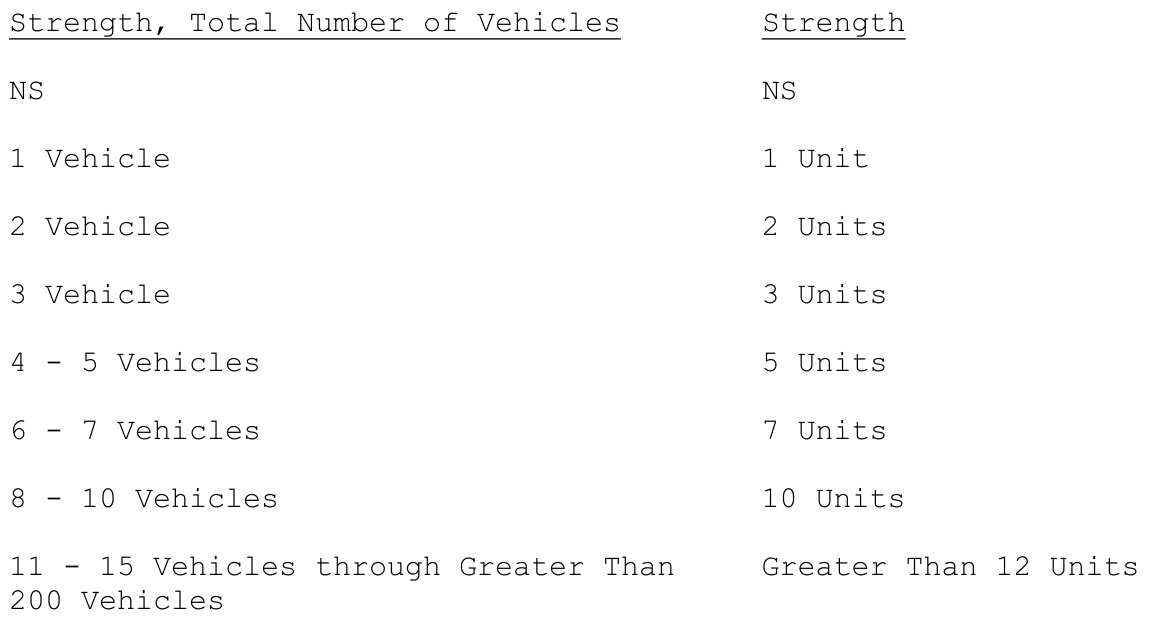 Strength, Total Number of Vehicles Strength
NS NS
1 Vehicle 1 Unit
2 Vehicle 2 Units
3 Vehicle 3 Units
4 - 5 Vehicles 5 Units
6 - 7 Vehicles 7 Units
8 - 10 Vehicles 10 Units
11 - 15 Vehicles through Greater Than Greater Than 12 Units
200 Vehicles